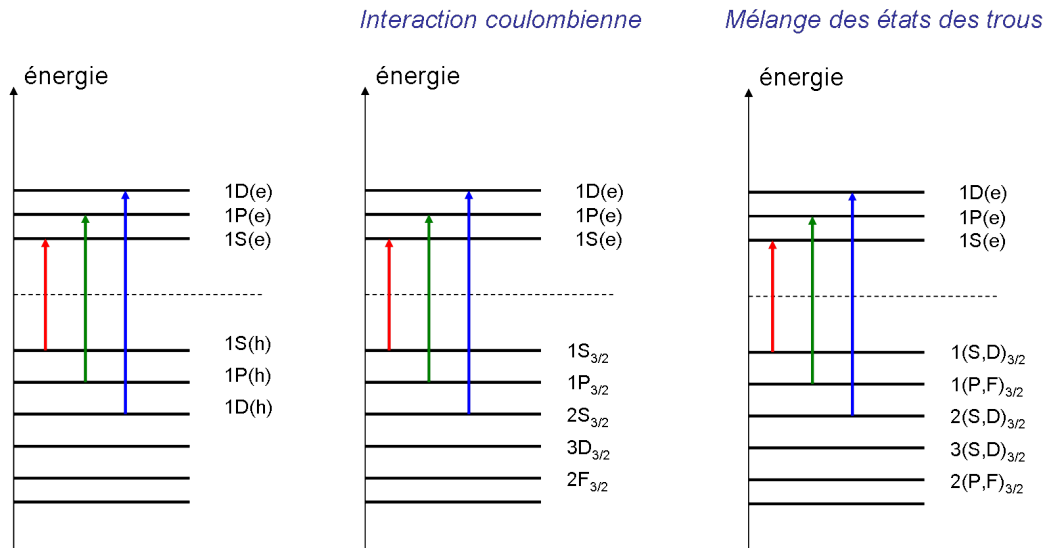 Interaction coulombienne
Mélange des états des trous
énergie
1D(e)
1P(e)
1S(e)
1S(h)
1P(h)
1D(h)
énergie
1D(e)
1P(e)
1S(e)
1S3/2
1P3/2
2S3/2
3D3/2
2F3/2
énergie
1D(e)
1P(e)
1S(e)
1(S,D)3/2
1(P,F)3/2
2(S,D)3/2
3(S,D)3/2
2(P,F)3/2